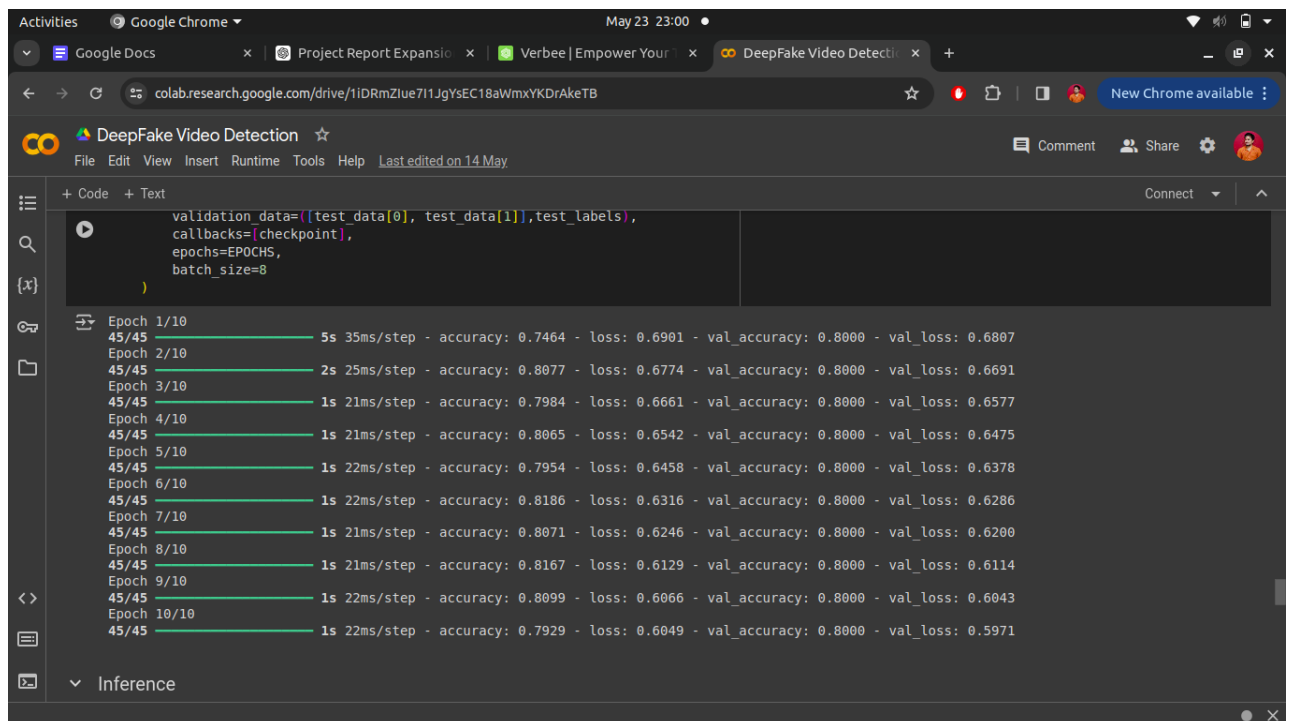 Activities Google Chrome May 23 23:00
Google Docs Project Report Expansio Verbee | Empower Your T DeepFake Video Detectio
colab.research.google.com/drive/1iDRmZIue7I1JgYsEC18aWmxYKDrAkeTB New Chrome available
DeepFake Video Detection Comment Share
File Edit View Insert Runtime Tools Help Last edited on 14 May
+ Code + Text Connect
validation_data=([test_data[0], test_data[1]],test_labels),
callbacks=[checkpoint],
epochs=EPOCHS,
batch_size=8
)
{x}
Epoch 1/10
45/45 5s 35ms/step - accuracy: 0.7464 - loss: 0.6901 - val_accuracy: 0.8000 - val_loss: 0.6807
Epoch 2/10
45/45 2s 25ms/step - accuracy: 0.8077 - loss: 0.6774 - val_accuracy: 0.8000 - val_loss: 0.6691
Epoch 3/10
45/45 1s 21ms/step - accuracy: 0.7984 - loss: 0.6661 - val_accuracy: 0.8000 - val_loss: 0.6577
Epoch 4/10
45/45 1s 21ms/step - accuracy: 0.8065 - loss: 0.6542 - val_accuracy: 0.8000 - val_loss: 0.6475
Epoch 5/10
45/45 1s 22ms/step - accuracy: 0.7954 - loss: 0.6458 - val_accuracy: 0.8000 - val_loss: 0.6378
Epoch 6/10
45/45 1s 22ms/step - accuracy: 0.8186 - loss: 0.6316 - val_accuracy: 0.8000 - val_loss: 0.6286
Epoch 7/10
45/45 1s 21ms/step - accuracy: 0.8071 - loss: 0.6246 - val_accuracy: 0.8000 - val_loss: 0.6200
Epoch 8/10
45/45 1s 21ms/step - accuracy: 0.8167 - loss: 0.6129 - val_accuracy: 0.8000 - val_loss: 0.6114
Epoch 9/10
45/45 1s 22ms/step - accuracy: 0.8099 - loss: 0.6066 - val_accuracy: 0.8000 - val_loss: 0.6043
Epoch 10/10
45/45 1s 22ms/step - accuracy: 0.7929 - loss: 0.6049 - val_accuracy: 0.8000 - val_loss: 0.5971
Inference